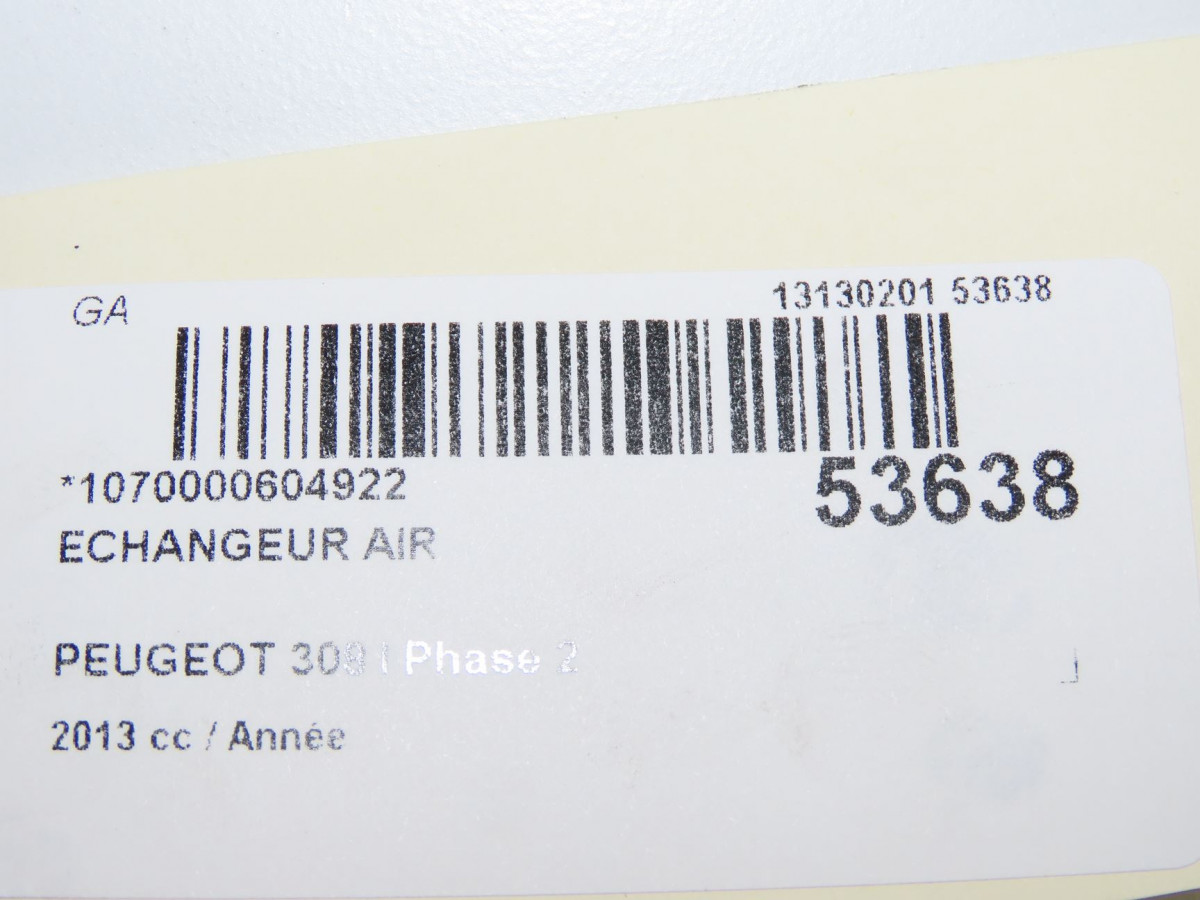 GA
13130201 53638
*1070000604922
53638
ECHANGEUR AIR
PEUGEOT 308 I Phase 2
2013 cc / Année